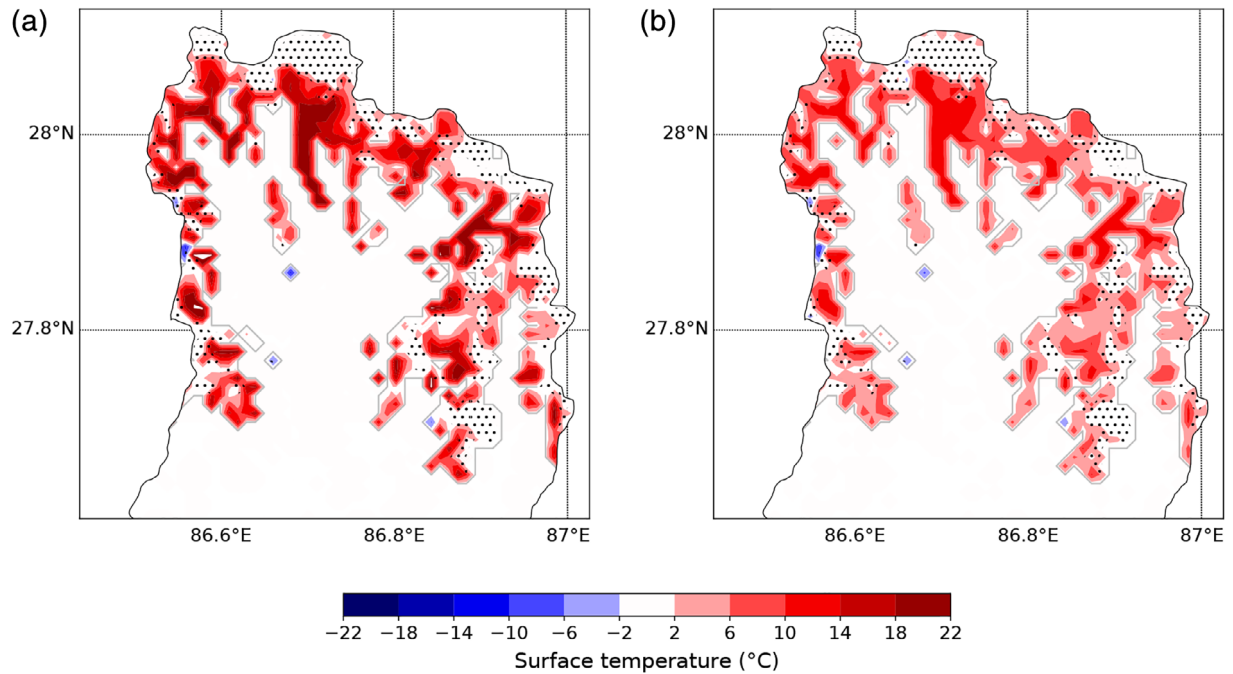 (a) (b)
28°N 28°N
27.8°N 27.8°N
86.6°E 86.8°E 87°E 86.6°E 86.8°E 87°E
−22 −18 −14 −10 −6 −2 2 6 10 14 18 22
Surface temperature (°C)